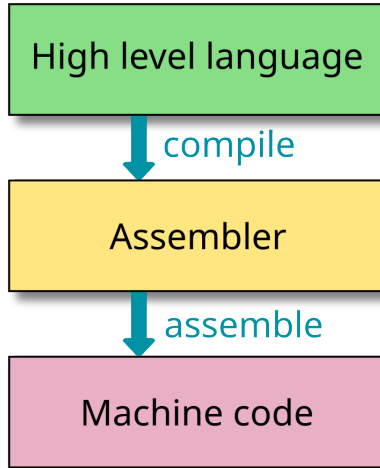 High level language
compile
Assembler
assemble
Machine code